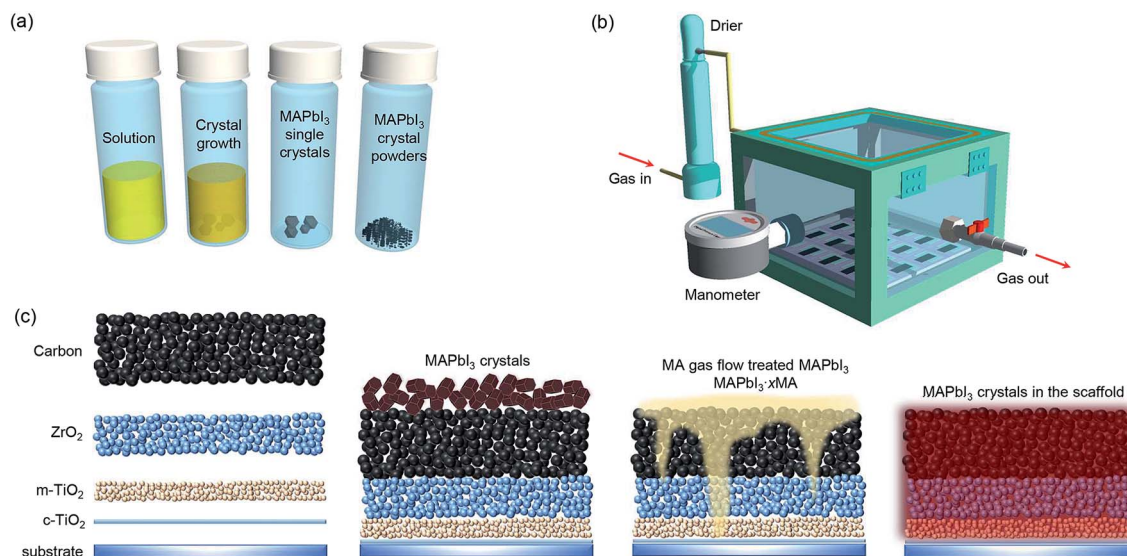 (a)
Solution
Crystal
growth
MAPbI₃
single
crystals
MAPbI₃
crystal
powders
(b)
Drier
Gas in
Manometer
Gas out
(c)
Carbon
ZrO₂
m-TiO₂
c-TiO₂
substrate
MAPbI₃ crystals
MA gas flow treated MAPbI₃
MAPbI₃·xMA
MAPbI₃ crystals in the scaffold